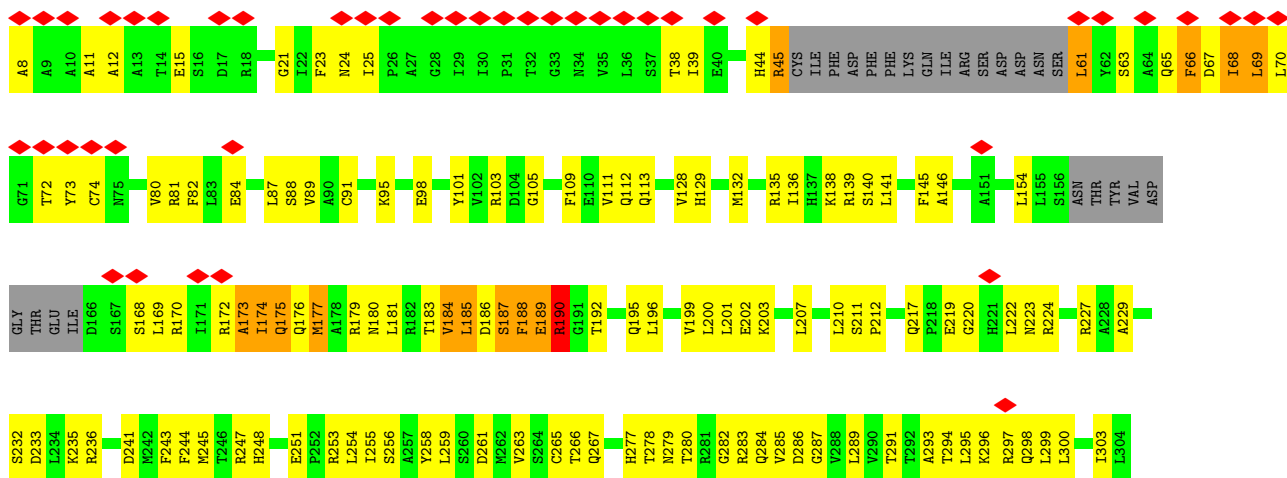 A8 A9 A10 A11 A12 A13 T14 E15 S16 D17 R18 G21 I22 F23 N24 I25 P26 A27 G28 I29 I30 P31 T32 G33 N34 V35 L36 S37 T38 I39 E40 H44 R45 CYS ILE PHE ASP PHE PHE LYS GLN ILE ARG SER ASP ASP ASN SER L61 Y62 S63 A64 Q65 F66 D67 I68 L69 L70
G71 T72 Y73 C74 N75 V80 R81 F82 L83 E84 L87 S88 V89 A90 C91 K95 E98 Y101 V102 R103 D104 G105 F109 E110 V111 Q112 Q113 V128 H129 M132 R135 I136 H137 K138 R139 S140 L141 F145 A146 A151 L154 L155 S156 ASN THR TYR VAL ASP
GLY THR GLU ILE D166 S167 S168 L169 R170 I171 R172 A173 I174 Q175 Q176 M177 A178 R179 N180 L181 R182 T183 V184 L185 D186 S187 F188 E189 R190 G191 T192 Q195 L196 V199 L200 L201 E202 K203 L207 L210 S211 P212 Q217 P218 E219 G220 H221 L222 N223 R224 R227 A228 A229
S232 D233 L234 K235 R236 D241 M242 F243 F244 M245 T246 R247 H248 E251 P252 R253 L254 I255 S256 A257 Y258 L259 S260 D261 M262 V263 S264 C265 T266 Q267 H277 T278 N279 T280 R281 G282 R283 Q284 V285 D286 G287 V288 L289 V290 T291 T292 A293 T294 L295 K296 R297 Q298 L299 L300 I303 L304